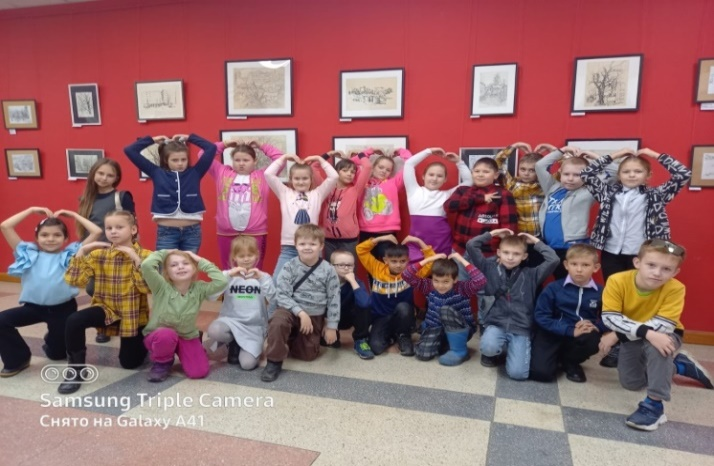 NEON
Samsung Triple Camera
Снято на Galaxy A41